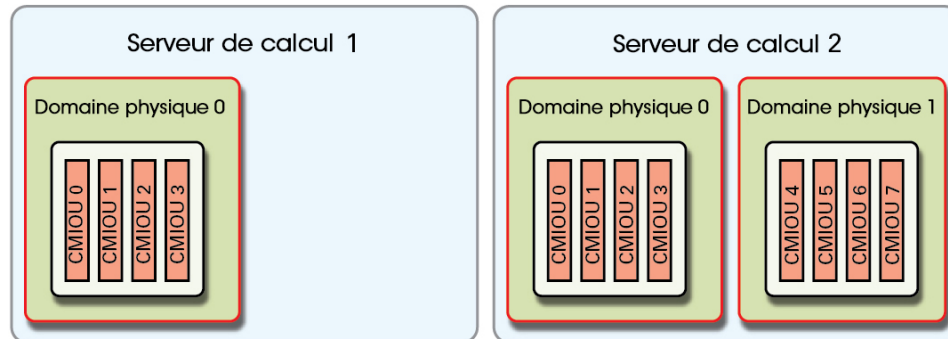 Serveur de calcul 1
Domaine physique 0
CMIOU 0
CMIOU 1
CMIOU 2
CMIOU 3
Serveur de calcul 2
Domaine physique 0
CMIOU 0
CMIOU 1
CMIOU 2
CMIOU 3
Domaine physique 1
CMIOU 4
CMIOU 5
CMIOU 6
CMIOU 7